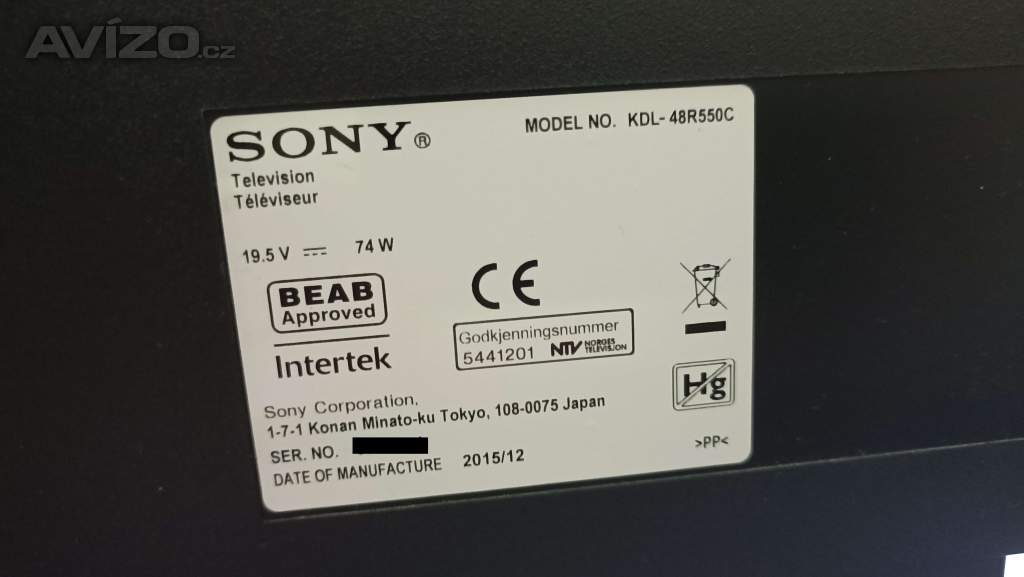 AVÍZO.cz
SONY®
MODEL NO. KDL-48R550C
Television
Téléviseur
19.5 V 74 W
BEAB
Approved
Intertek
CE
Godkjenningsnummer
5441201 NTV NORGES TELEVISJON
Hg
Sony Corporation,
1-7-1 Konan Minato-ku Tokyo, 108-0075 Japan
SER. NO.
DATE OF MANUFACTURE 2015/12
>PP<